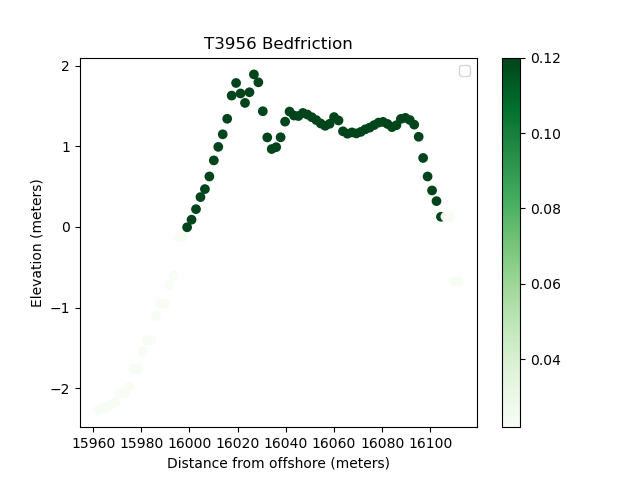 T3956 Bedfriction
2
1
0
−1
−2
Elevation (meters)
15960 15980 16000 16020 16040 16060 16080 16100
Distance from offshore (meters)
0.12
0.10
0.08
0.06
0.04